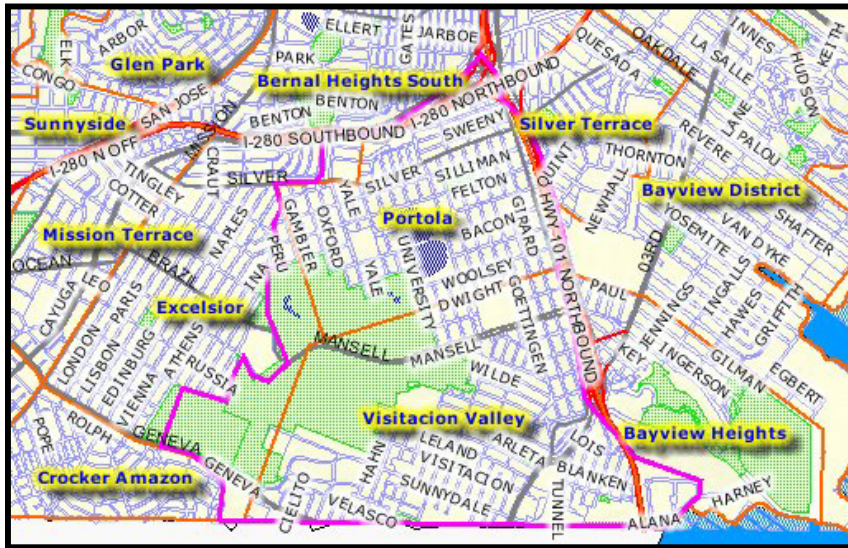 ELLERT
JARBOE
GATES
INNES
KEITH
ELK
ARBOR
PARK
OAKDALE
LA SALLE
HUDSON
Glen Park
Bernal Heights South
QUESADA
CONGO
SAN JOSE
MISSION
BENTON
BENTON
I-280 NORTHBOUND
Sunnyside
I-280 SOUTHBOUND
SWEENY
Silver Terrace
REVERE
PALOU
I-280 N OFF
CRAUT
THORNTON
TINGLEY
SILVER
YALE
SILVER
SILLIMAN
QUINT
FELTON
NEWHALL
Bayview District
COTTER
NAPLES
GAMBIER
OXFORD
Portola
BACON
GIRARD
HWY-101 NORTHBOUND
YOSEMITE
VAN DYKE
SHAFTER
Mission Terrace
PERU
UNIVERSITY
03RD
OCEAN
BRAZIL
INA
YALE
WOOLSEY
DWIGHT
GOETTINGEN
PAUL
INGALLS
GRIFFITH
CAYUGA
LEO
PARIS
Excelsior
HAWES
JENNINGS
LONDON
LISBON
EDINBURG
VIENNA
ATHENS
RUSSIA
MANSELL
MANSELL
KEY
INGERSON
GILMAN
EGBERT
WILDE
POPE
ROLPH
GENEVA
Visitacion Valley
Bayview Heights
LELAND
ARLETA
LOIS
Crocker Amazon
GENEVA
HAHN
VISITACION
BLANKEN
CIELITO
SUNNYDALE
TUNNEL
HARNEY
VELASCO
ALANA